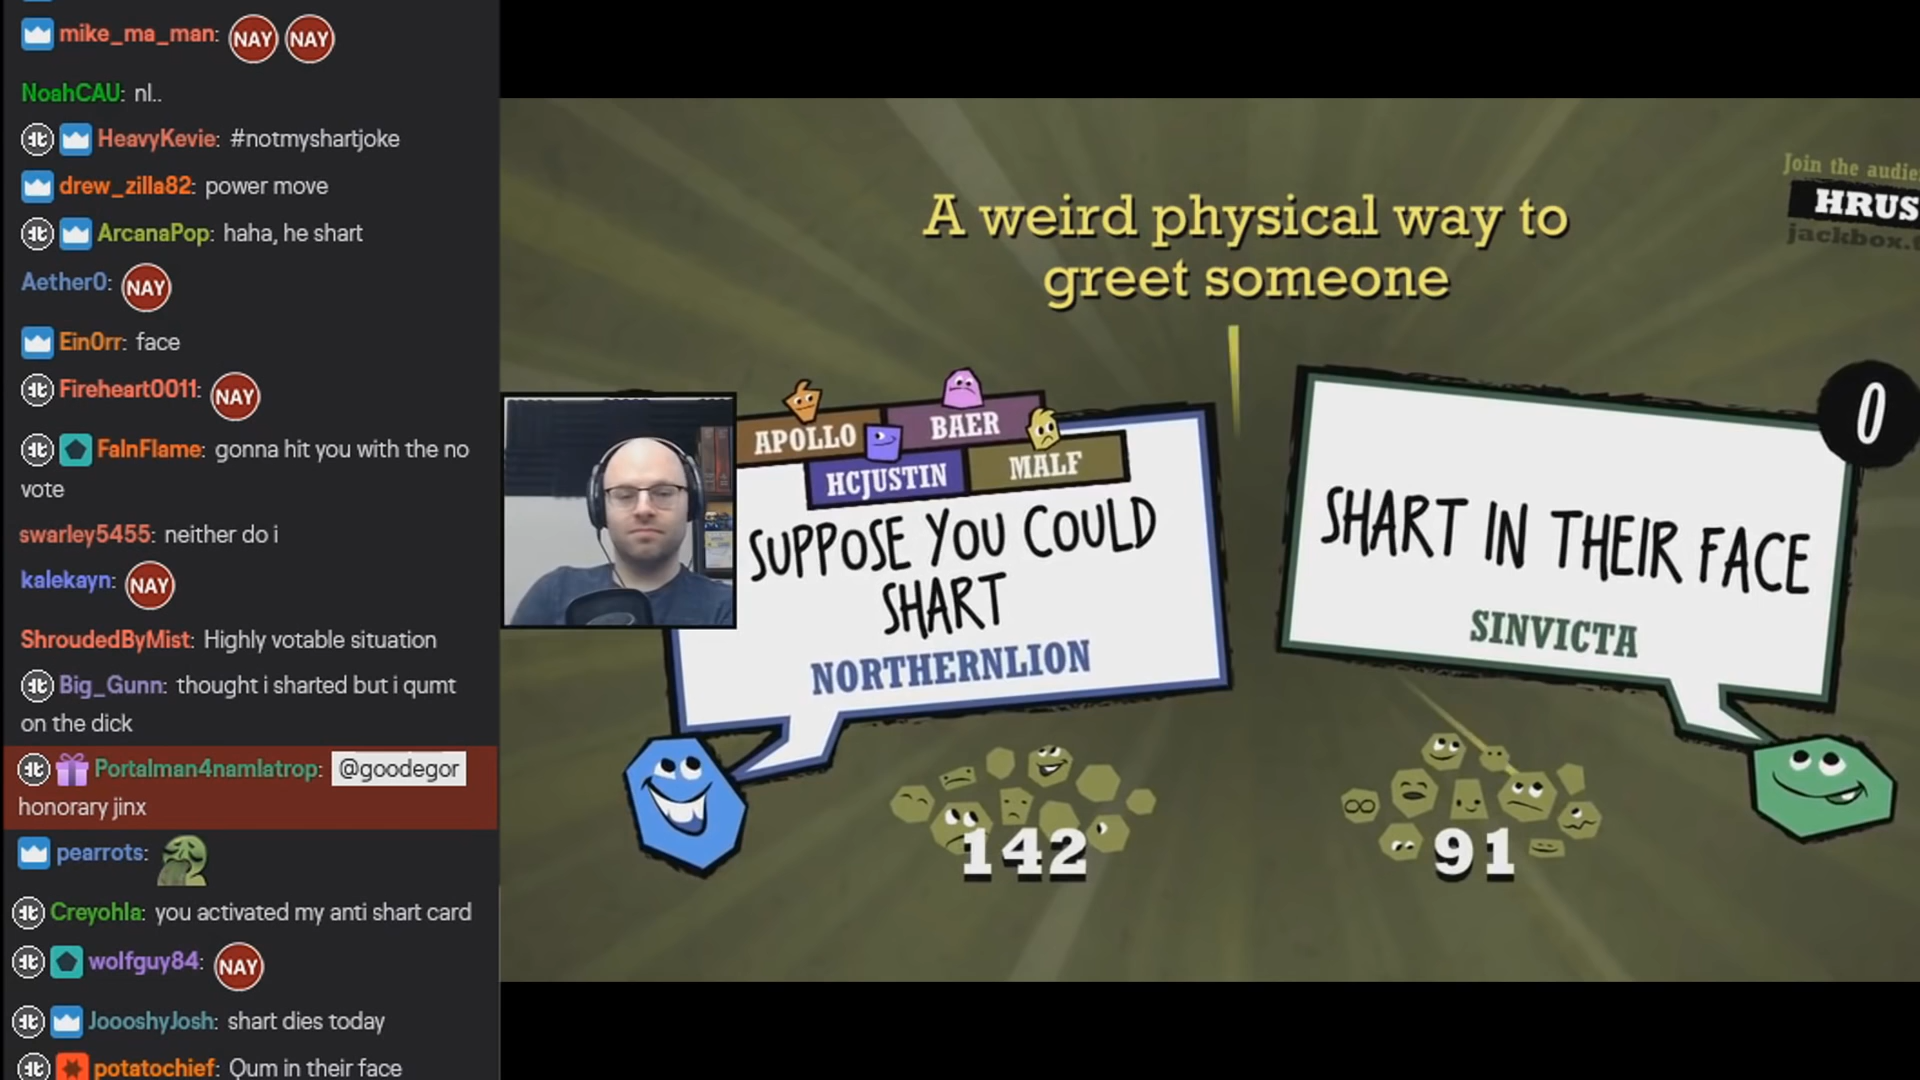 mike_ma_man: NAY NAY
NoahCAU: nl..
HeavyKevie: #notmyshartjoke
drew_zilla82: power move
ArcanaPop: haha, he shart
Aether0: NAY
Ein0rr: face
Fireheart0011: NAY
FalnFlame: gonna hit you with the no
vote
swarley5455: neither do i
kalekayn: NAY
ShroudedByMist: Highly votable situation
Big_Gunn: thought i sharted but i qumt
on the dick
Portalman4namlatrop: @goodegor
honorary jinx
pearrots:
Creyohla: you activated my anti shart card
wolfguy84: NAY
JoooshyJosh: shart dies today
potatochief: Qum in their face
A weird physical way to
greet someone
Join the audie
HRUS
jackbox.t
APOLLO
BAER
HCJUSTIN
MALF
SUPPOSE YOU COULD
SHART
NORTHERNLION
142
0
SHART IN THEIR FACE
SINVICTA
91